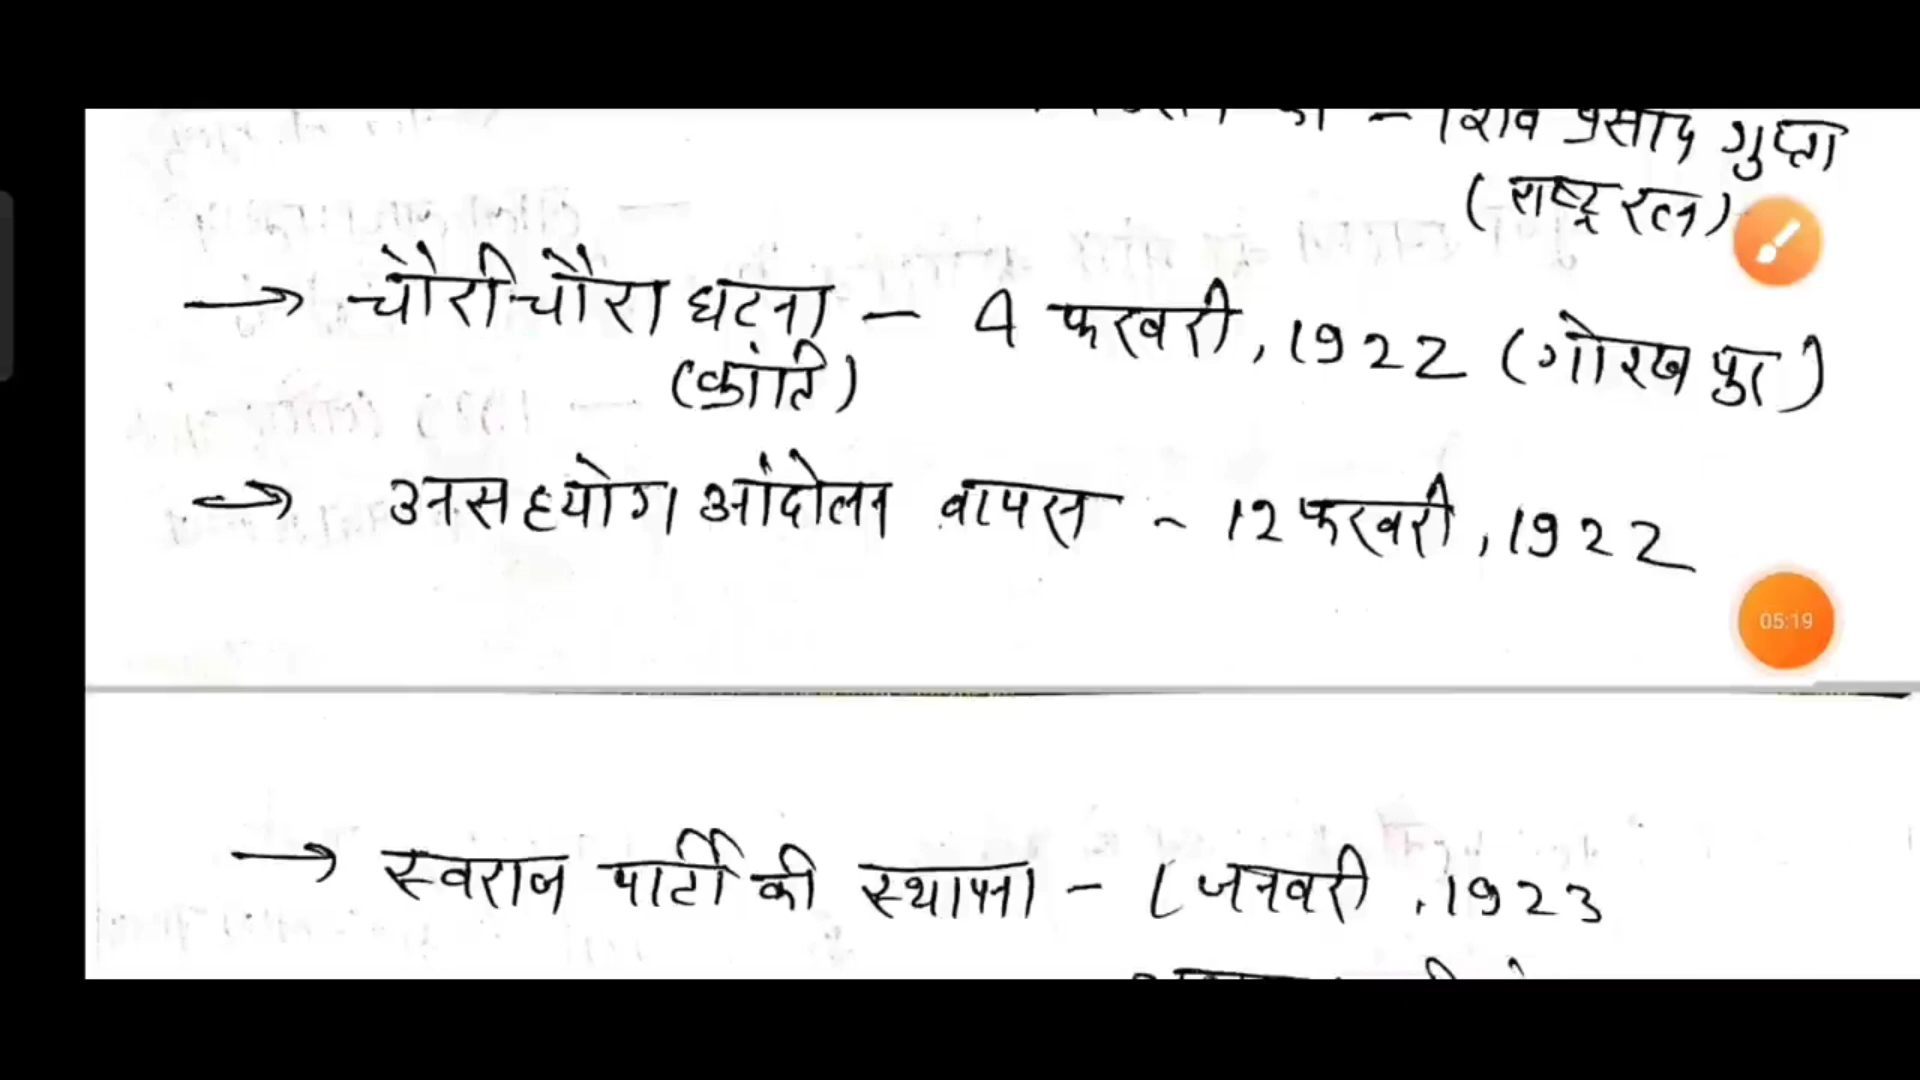 शिव प्रसाद गुप्ता
(राष्ट्र रत्न)
→ चौरीचौरा घटना - 4 फरवरी, 1922 (गोरखपुर)
(क्रांति)
→ असहयोग आंदोलन वापस - 12 फरवरी, 1922
05:19
→ स्वराज पार्टी की स्थापना - 1 जनवरी, 1923